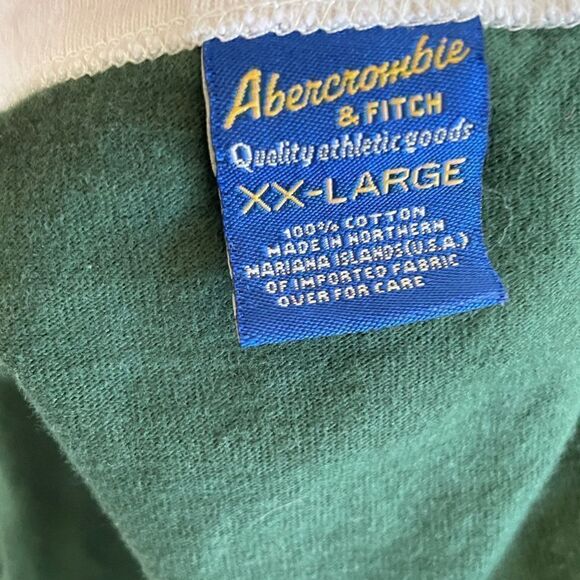 Abercrombie
& FITCH
Quality athletic goods
XX-LARGE
100% COTTON
MADE IN NORTHERN
MARIANA ISLANDS (U.S.A.)
OF IMPORTED FABRIC
OVER FOR CARE